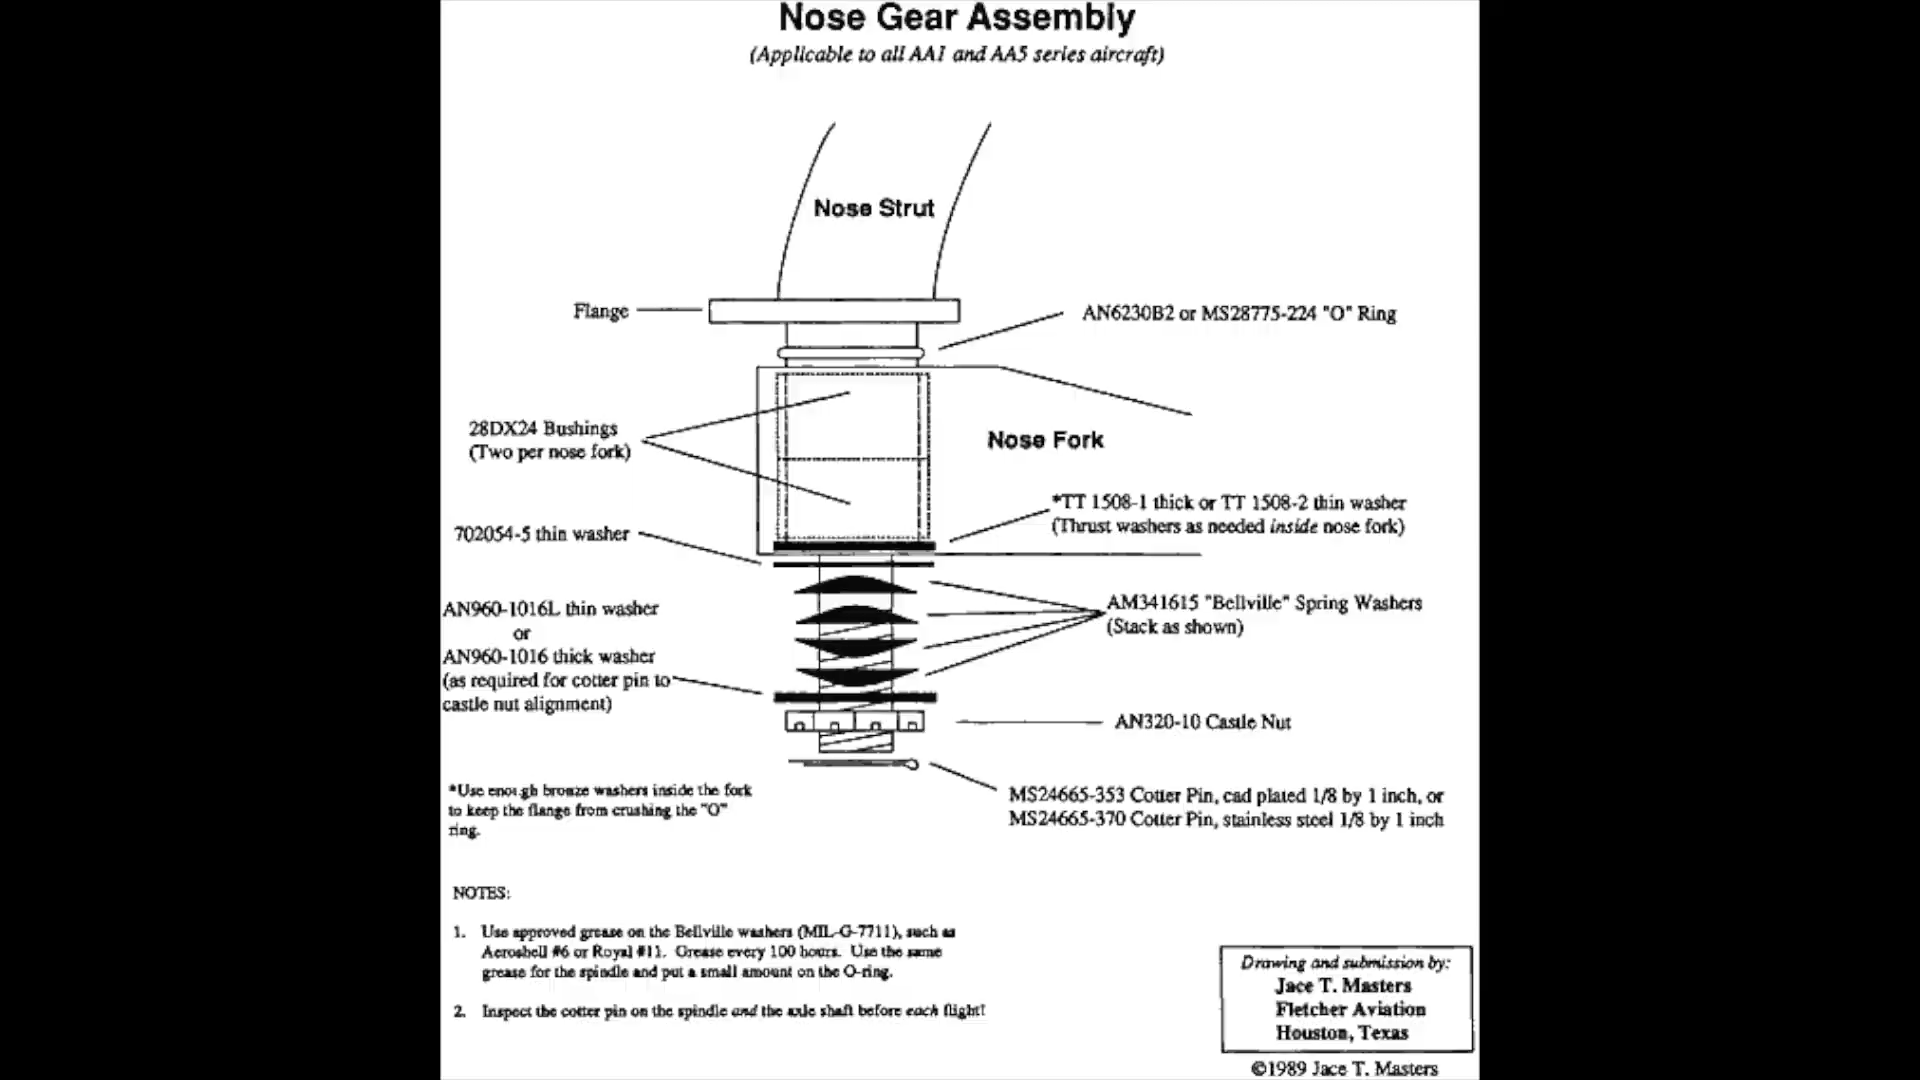 Nose Gear Assembly
(Applicable to all AA1 and AA5 series aircraft)
Nose Strut
Flange
AN6230B2 or MS28775-224 "O" Ring
28DX24 Bushings
(Two per nose fork)
Nose Fork
*TT 1508-1 thick or TT 1508-2 thin washer
(Thrust washers as needed inside nose fork)
702054-5 thin washer
AN960-1016L thin washer
or
AN960-1016 thick washer
(as required for cotter pin to
castle nut alignment)
AM341615 "Bellville" Spring Washers
(Stack as shown)
AN320-10 Castle Nut
MS24665-353 Cotter Pin, cad plated 1/8 by 1 inch, or
MS24665-370 Cotter Pin, stainless steel 1/8 by 1 inch
*Use enough bronze washers inside the fork
to keep the flange from crushing the "O"
ring.
NOTES:
1. Use approved grease on the Bellville washers (MIL-G-7711), such as
Aeroshell #6 or Royal #11. Grease every 100 hours. Use the same
grease for the spindle and put a small amount on the O-ring.
2. Inspect the cotter pin on the spindle and the axle shaft before each flight!
Drawing and submission by:
Jace T. Masters
Fletcher Aviation
Houston, Texas
©1989 Jace T. Masters